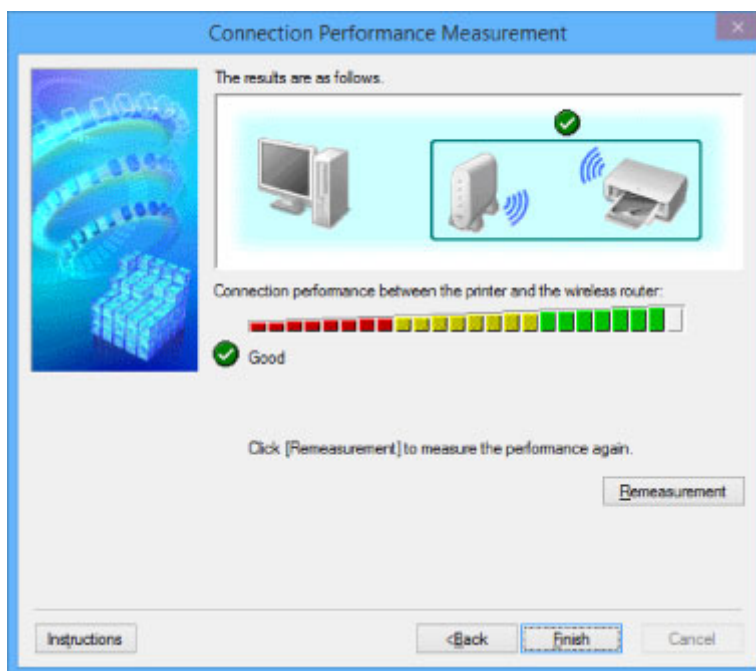 Connection Performance Measurement
The results are as follows.
Connection performance between the printer and the wireless router:
Good
Click [Remeasurement] to measure the performance again.
Remeasurement
Instructions
<Back
Finish
Cancel